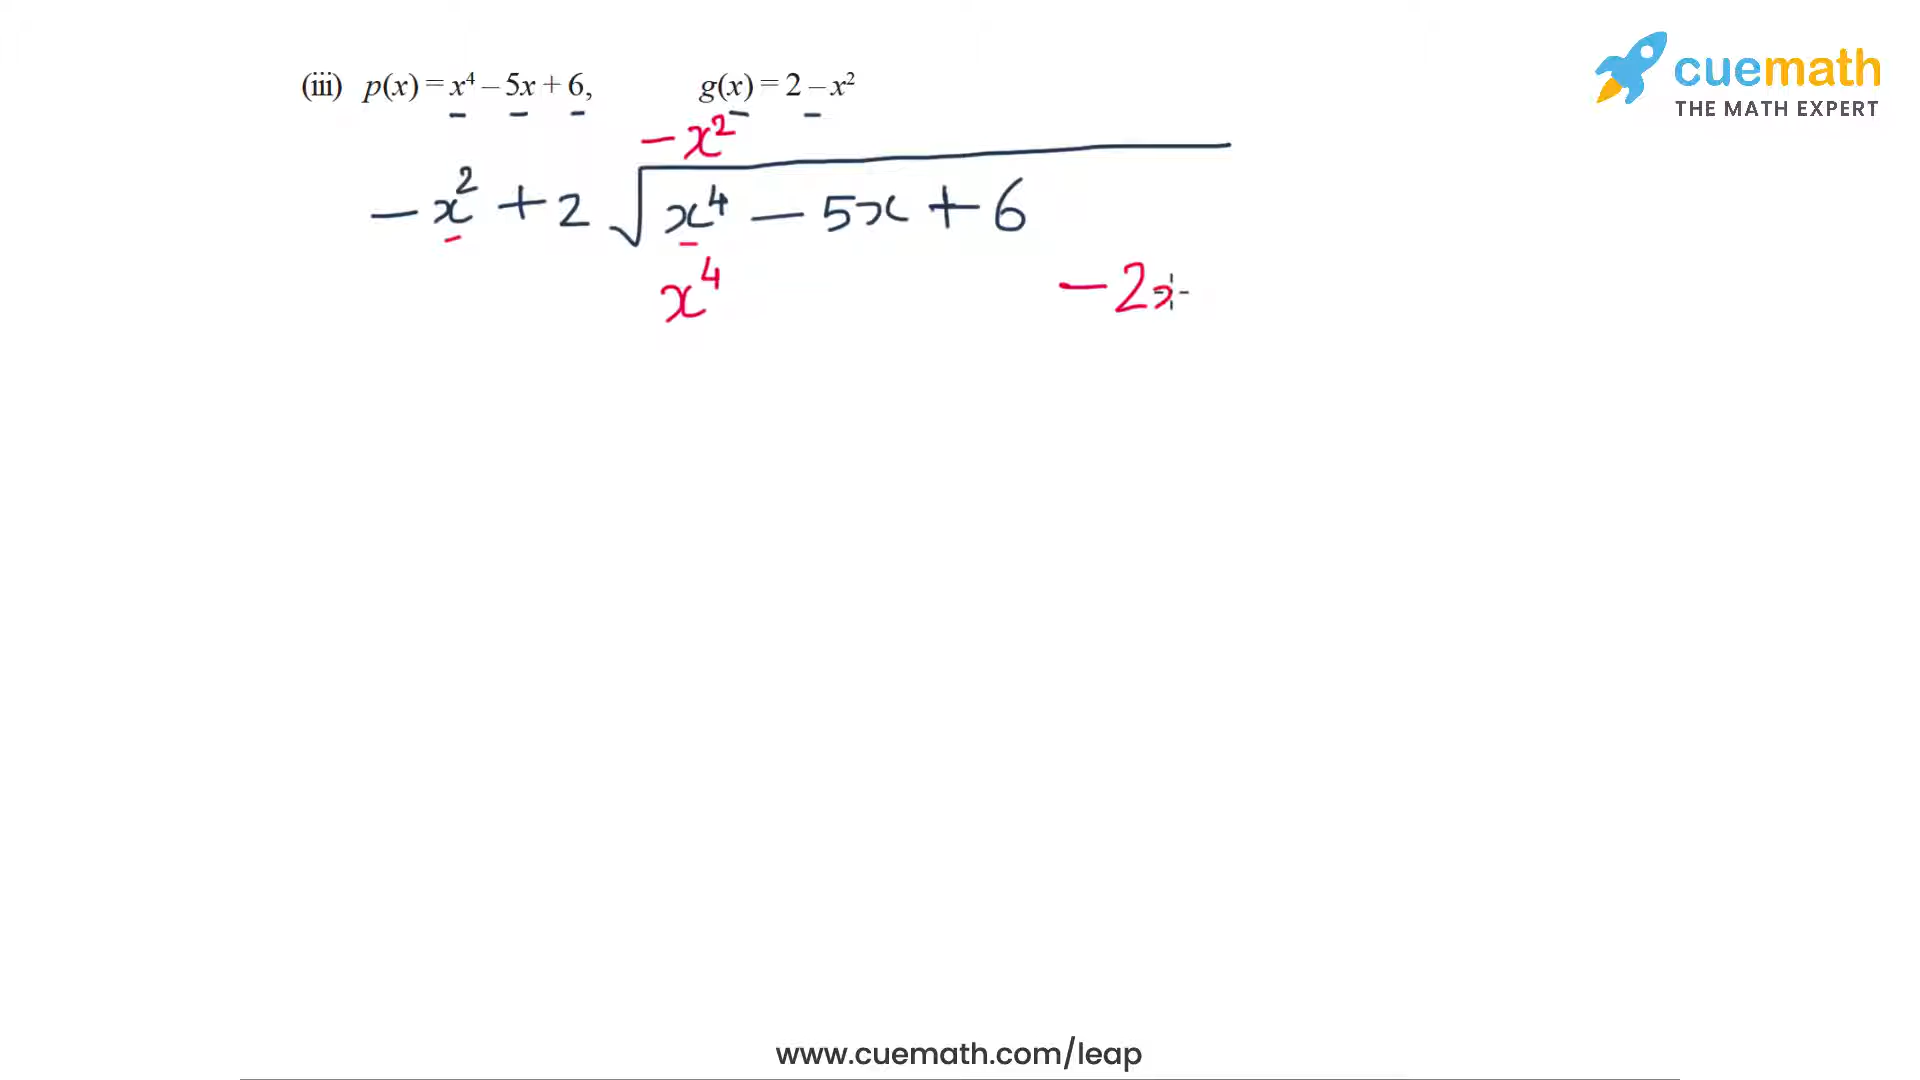 cuemath
THE MATH EXPERT
(iii) p(x) = x⁴ – 5x + 6, g(x) = 2 – x²
– x²
– x² + 2 √ x⁴ – 5x + 6
x⁴ – 2x
www.cuemath.com/leap